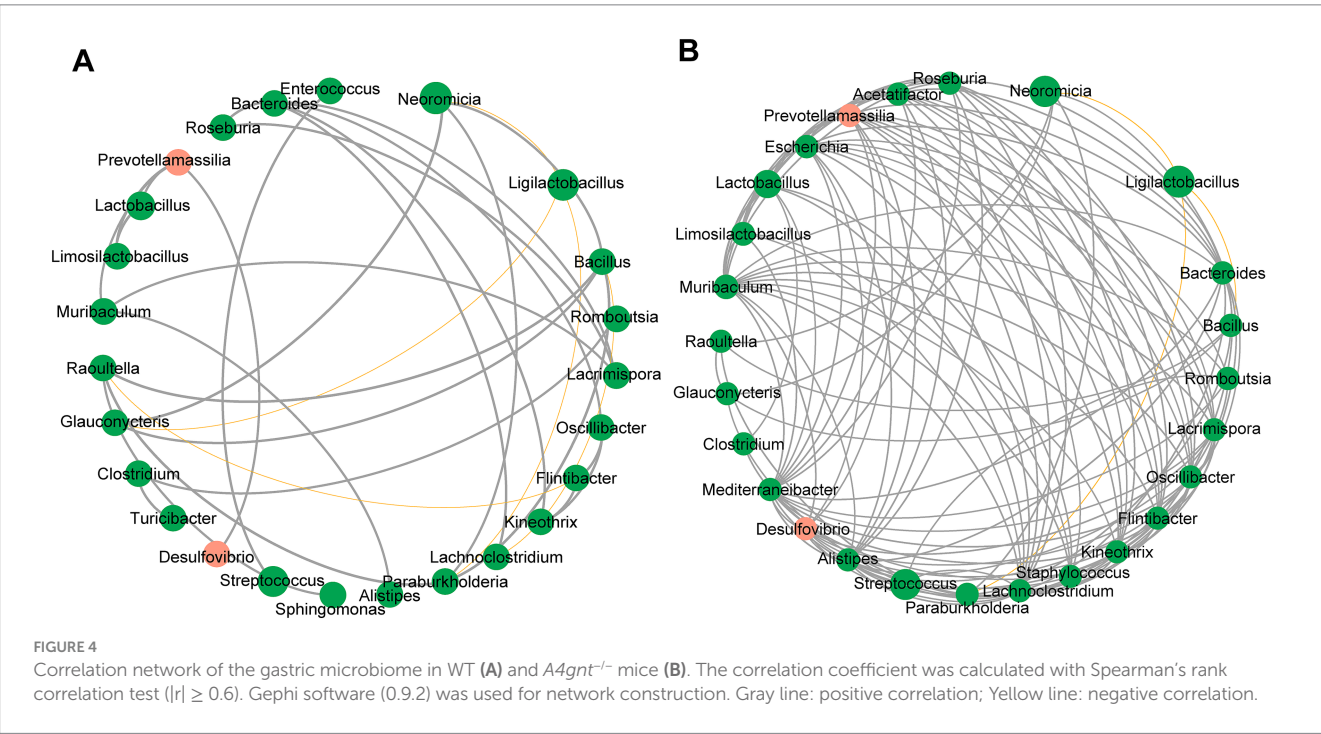 A
Enterococcus
Bacteroides
Roseburia
Prevotellamassilia
Lactobacillus
Limosilactobacillus
Muribaculum
Raoultella
Glauconycteris
Clostridium
Turicibacter
Desulfovibrio
Streptococcus
Sphingomonas
Alistipes
Paraburkholderia
Lachnoclostridium
Kineothrix
Flintibacter
Oscillibacter
Lacrimispora
Romboutsia
Bacillus
Ligilactobacillus
Neoromicia
B
Roseburia
Acetatifactor
Prevotellamassilia
Escherichia
Lactobacillus
Limosilactobacillus
Muribaculum
Raoultella
Glauconycteris
Clostridium
Mediterraneibacter
Desulfovibrio
Alistipes
Streptococcus
Paraburkholderia
Lachnoclostridium
Staphylococcus
Kineothrix
Flintibacter
Oscillibacter
Lacrimispora
Romboutsia
Bacillus
Bacteroides
Ligilactobacillus
Neoromicia
FIGURE 4
Correlation network of the gastric microbiome in WT (A) and A4gnt−/− mice (B). The correlation coefficient was calculated with Spearman's rank
correlation test (|r| ≥ 0.6). Gephi software (0.9.2) was used for network construction. Gray line: positive correlation; Yellow line: negative correlation.